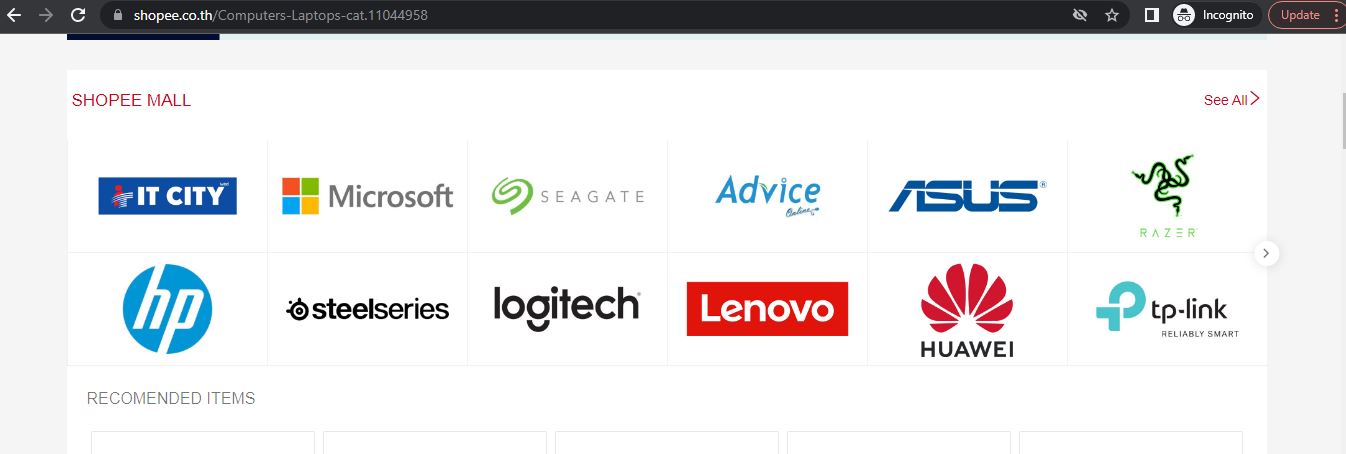 shopee.co.th/Computers-Laptops-cat.11044958
Incognito
Update
SHOPEE MALL
See All
IT CITY
Microsoft
SEAGATE
Advice
Online
ASUS®
RAZER
hp
steelseries
logitech
Lenovo
HUAWEI
tp-link
RELIABLY SMART
RECOMENDED ITEMS